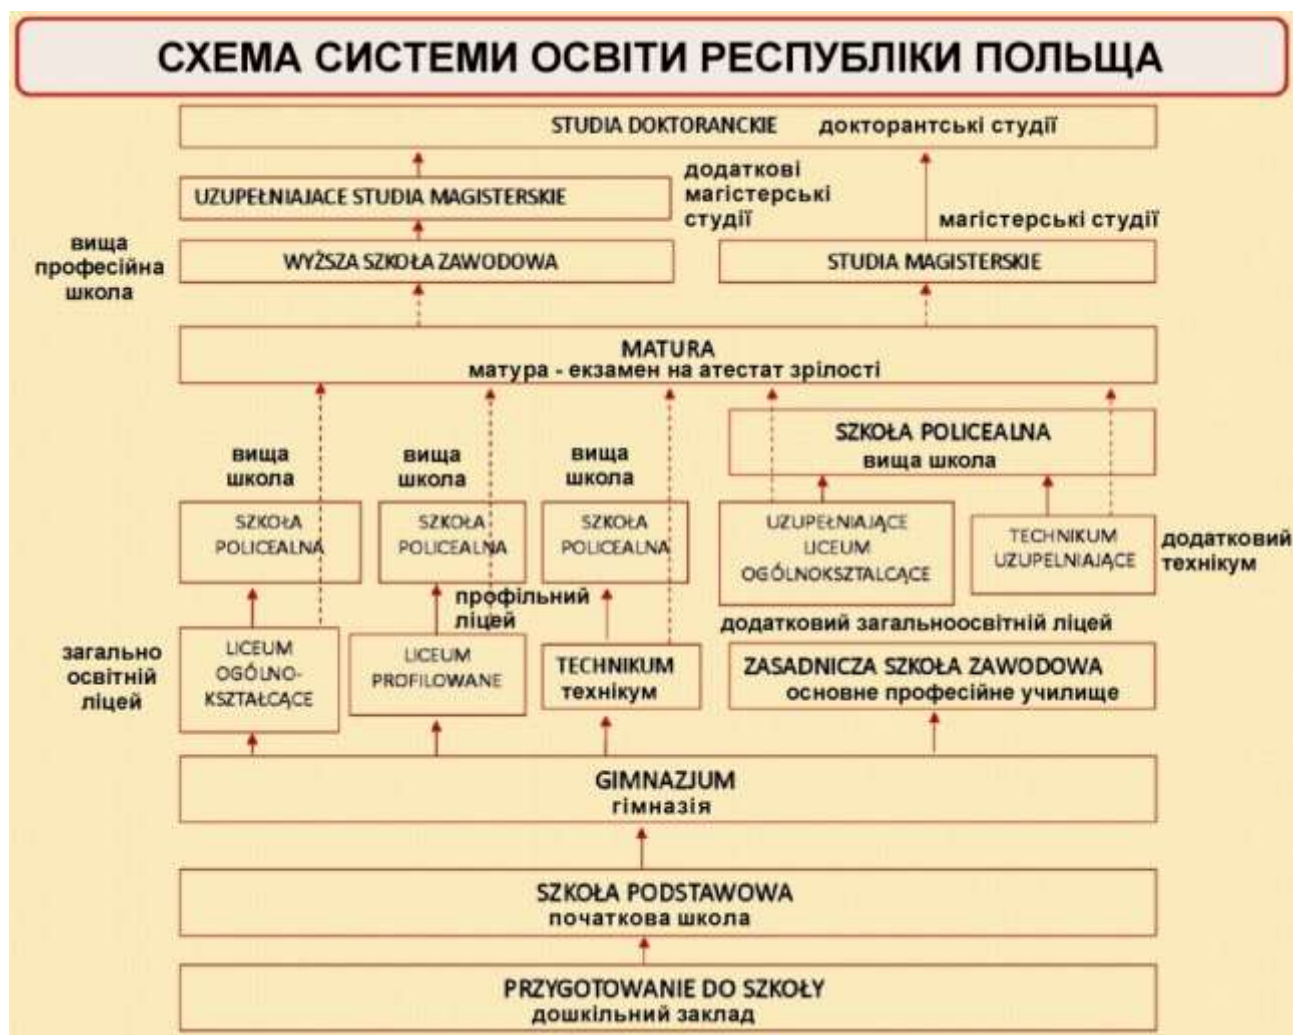 СХЕМА СИСТЕМИ ОСВІТИ РЕСПУБЛІКИ ПОЛЬЩА
STUDIA DOKTORANCKIE докторантські студії
UZUPEŁNIAJACE STUDIA MAGISTERSKIE
додаткові
магістерські
студії
магістерські студії
вища
професійна
школа
WYŻSZA SZKOŁA ZAWODOWA
STUDIA MAGISTERSKIE
MATURA
матура - екзамен на атестат зрілості
SZKOŁA POLICEALNA
вища школа
вища
школа
вища
школа
вища
школа
SZKOŁA
POLICEALNA
SZKOŁA
POLICEALNA
SZKOŁA
POLICEALNA
UZUPEŁNIAJĄCE
LICEUM
OGÓLNOKSZTALCĄCE
TECHNIKUM
UZUPELNIAJĄCE
додатковий
технікум
профільний
ліцей
додатковий загальноосвітній ліцей
загально
освітній
ліцей
LICEUM
OGÓLNO-
KSZTAŁCĄCE
LICEUM
PROFILOWANE
TECHNIKUM
технікум
ZASADNICZA SZKOŁA ZAWODOWA
основне професійне училище
GIMNAZJUM
гімназія
SZKOŁA PODSTAWOWA
початкова школа
PRZYGOTOWANIE DO SZKOŁY
дошкільний заклад